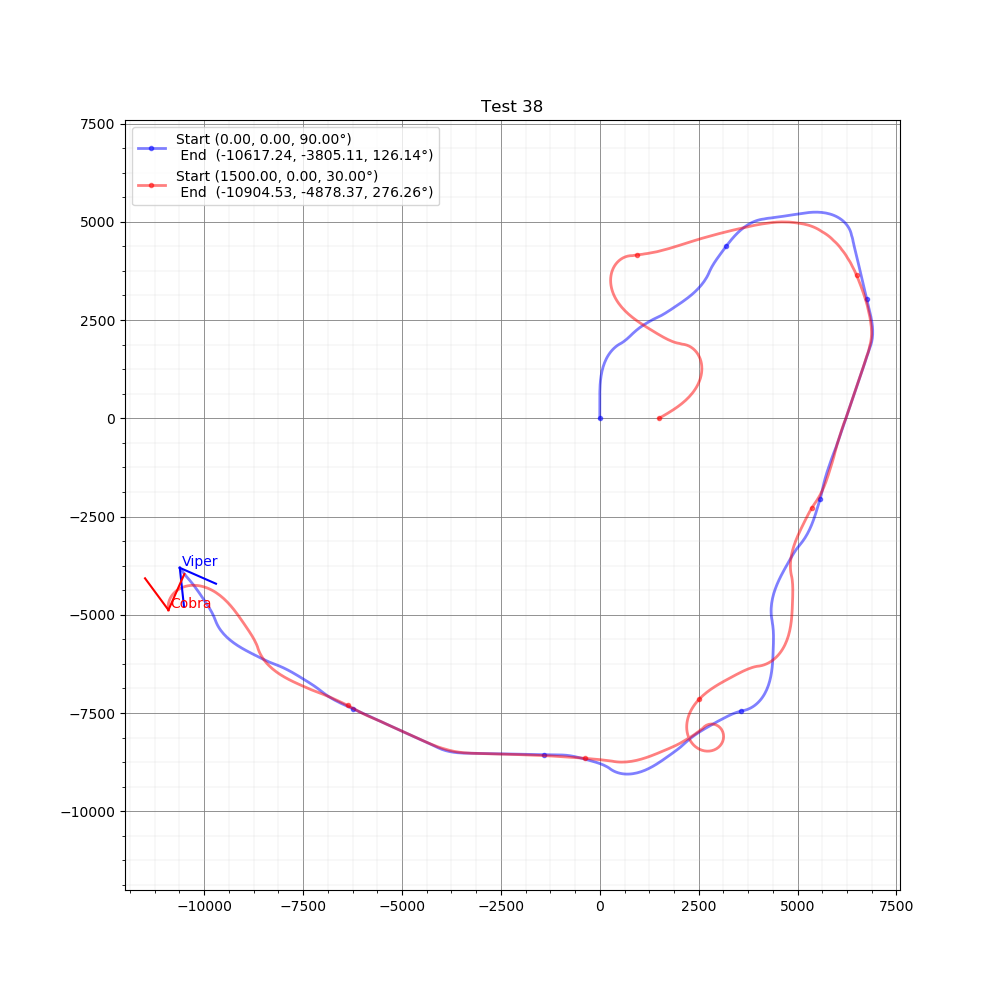 Test 38
Start (0.00, 0.00, 90.00°)
End (-10617.24, -3805.11, 126.14°)
Start (1500.00, 0.00, 30.00°)
End (-10904.53, -4878.37, 276.26°)
7500
5000
2500
0
−2500
−5000
−7500
−10000
Viper
Cobra
−10000 −7500 −5000 −2500 0 2500 5000 7500